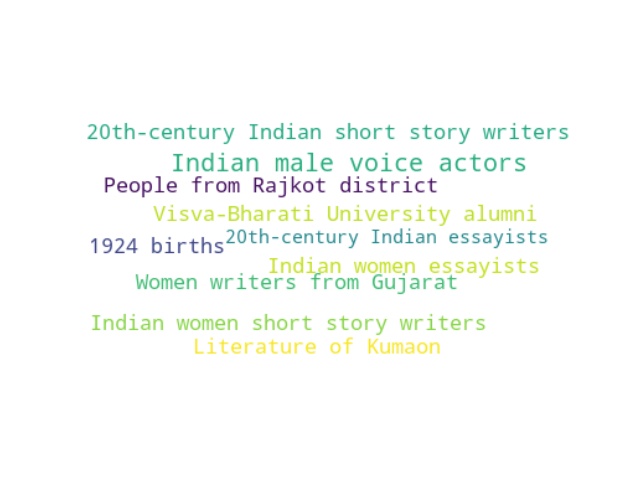 20th-century Indian short story writers
Indian male voice actors
People from Rajkot district
Visva-Bharati University alumni
20th-century Indian essayists
1924 births
Indian women essayists
Women writers from Gujarat
Indian women short story writers
Literature of Kumaon